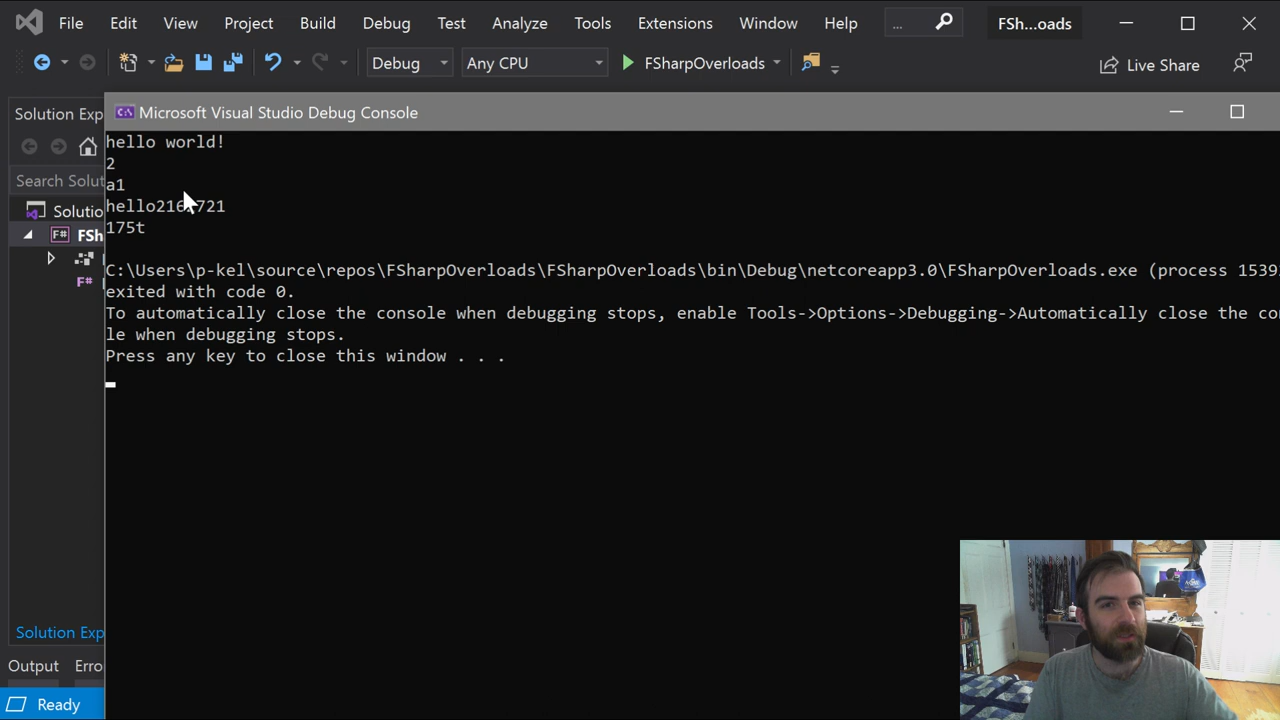 File Edit View Project Build Debug Test Analyze Tools Extensions Window Help ... FSh...oads
Debug Any CPU FSharpOverloads Live Share
Solution Exp
Microsoft Visual Studio Debug Console
Search Solut
Solutio
F# FSh
F#
hello world!
2
a1
175t
C:\Users\p-kel\source\repos\FSharpOverloads\FSharpOverloads\bin\Debug\netcoreapp3.0\FSharpOverloads.exe (process 1539
exited with code 0.
To automatically close the console when debugging stops, enable Tools->Options->Debugging->Automatically close the co
le when debugging stops.
Press any key to close this window . . .
Solution Exp
Output Erro
Ready